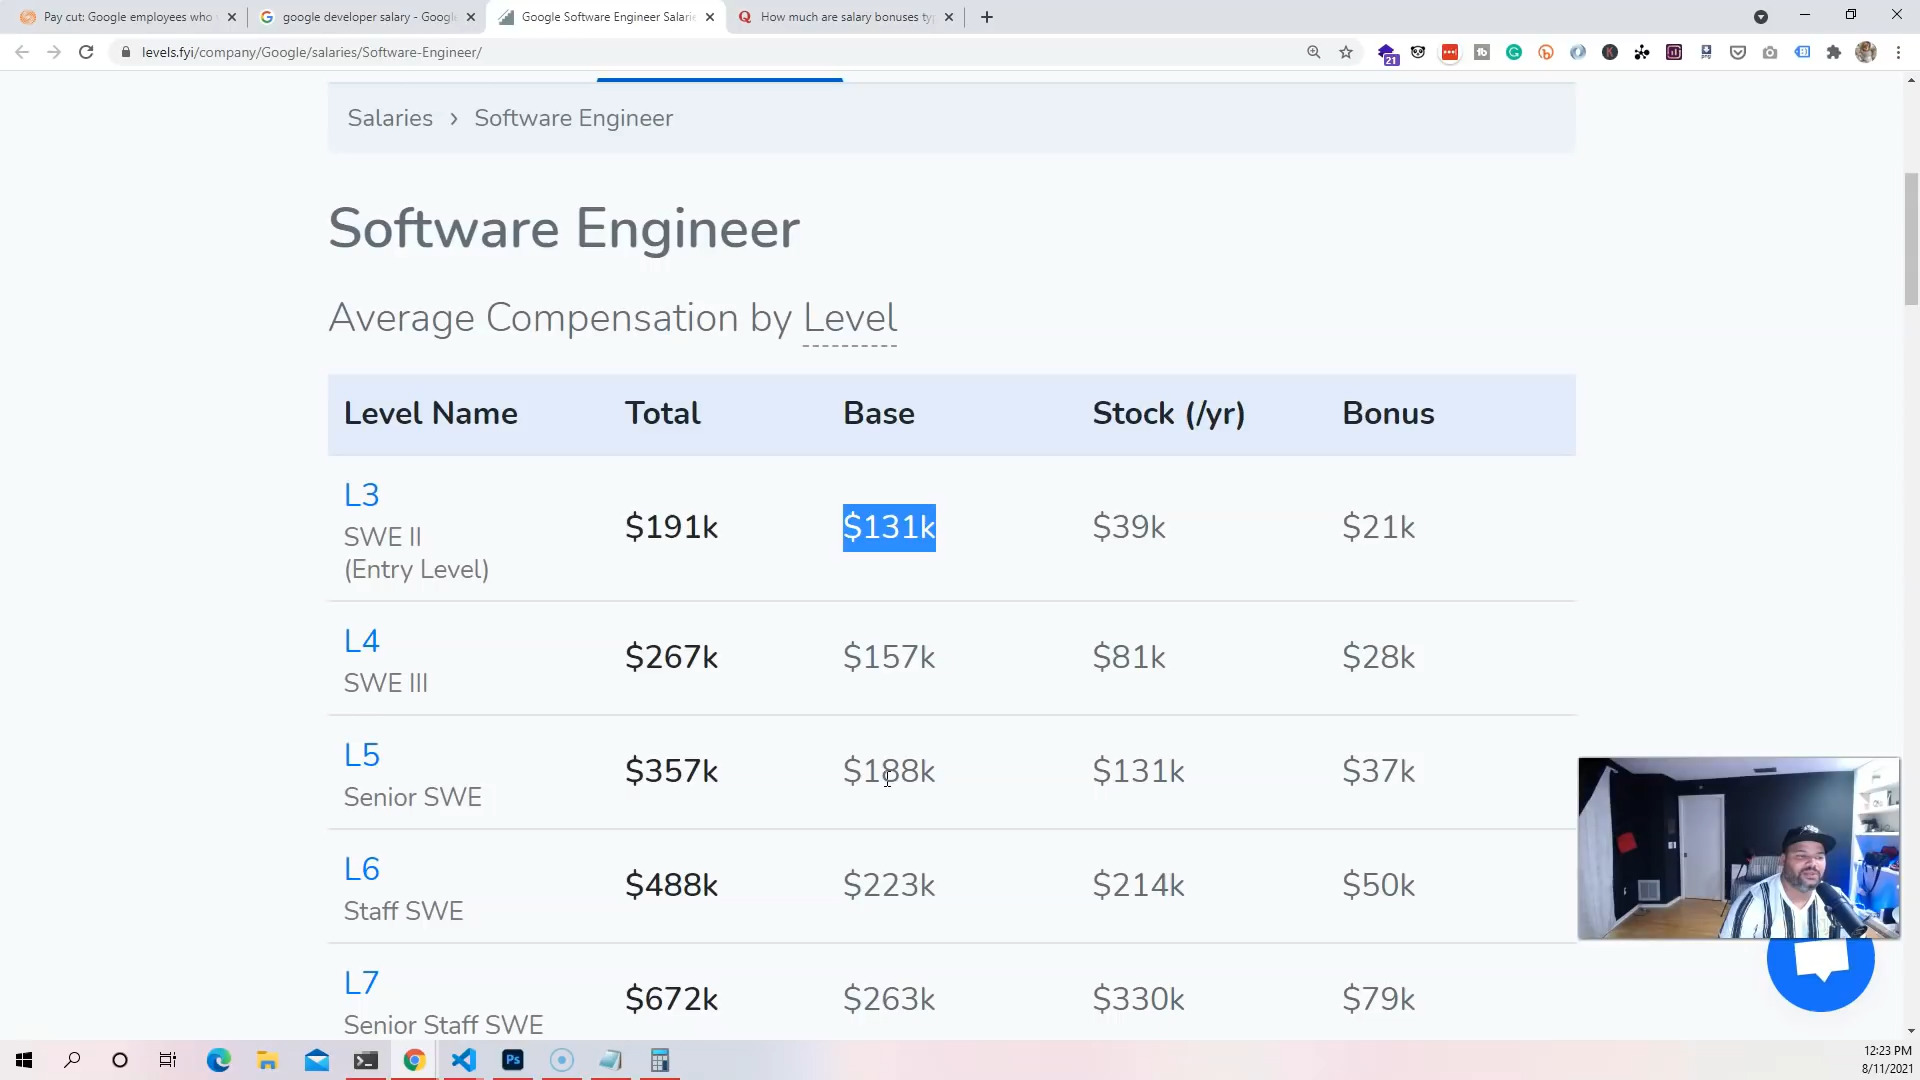 Pay cut: Google employees who
google developer salary - Google
Google Software Engineer Salarie
How much are salary bonuses ty
levels.fyi/company/Google/salaries/Software-Engineer/
21
Salaries › Software Engineer
Software Engineer
Average Compensation by Level
Level Name Total Base Stock (/yr) Bonus
L3
SWE II
(Entry Level)
$191k $131k $39k $21k
L4
SWE III
$267k $157k $81k $28k
L5
Senior SWE
$357k $188k $131k $37k
L6
Staff SWE
$488k $223k $214k $50k
L7
Senior Staff SWE
$672k $263k $330k $79k
Ps
12:23 PM
8/11/2021